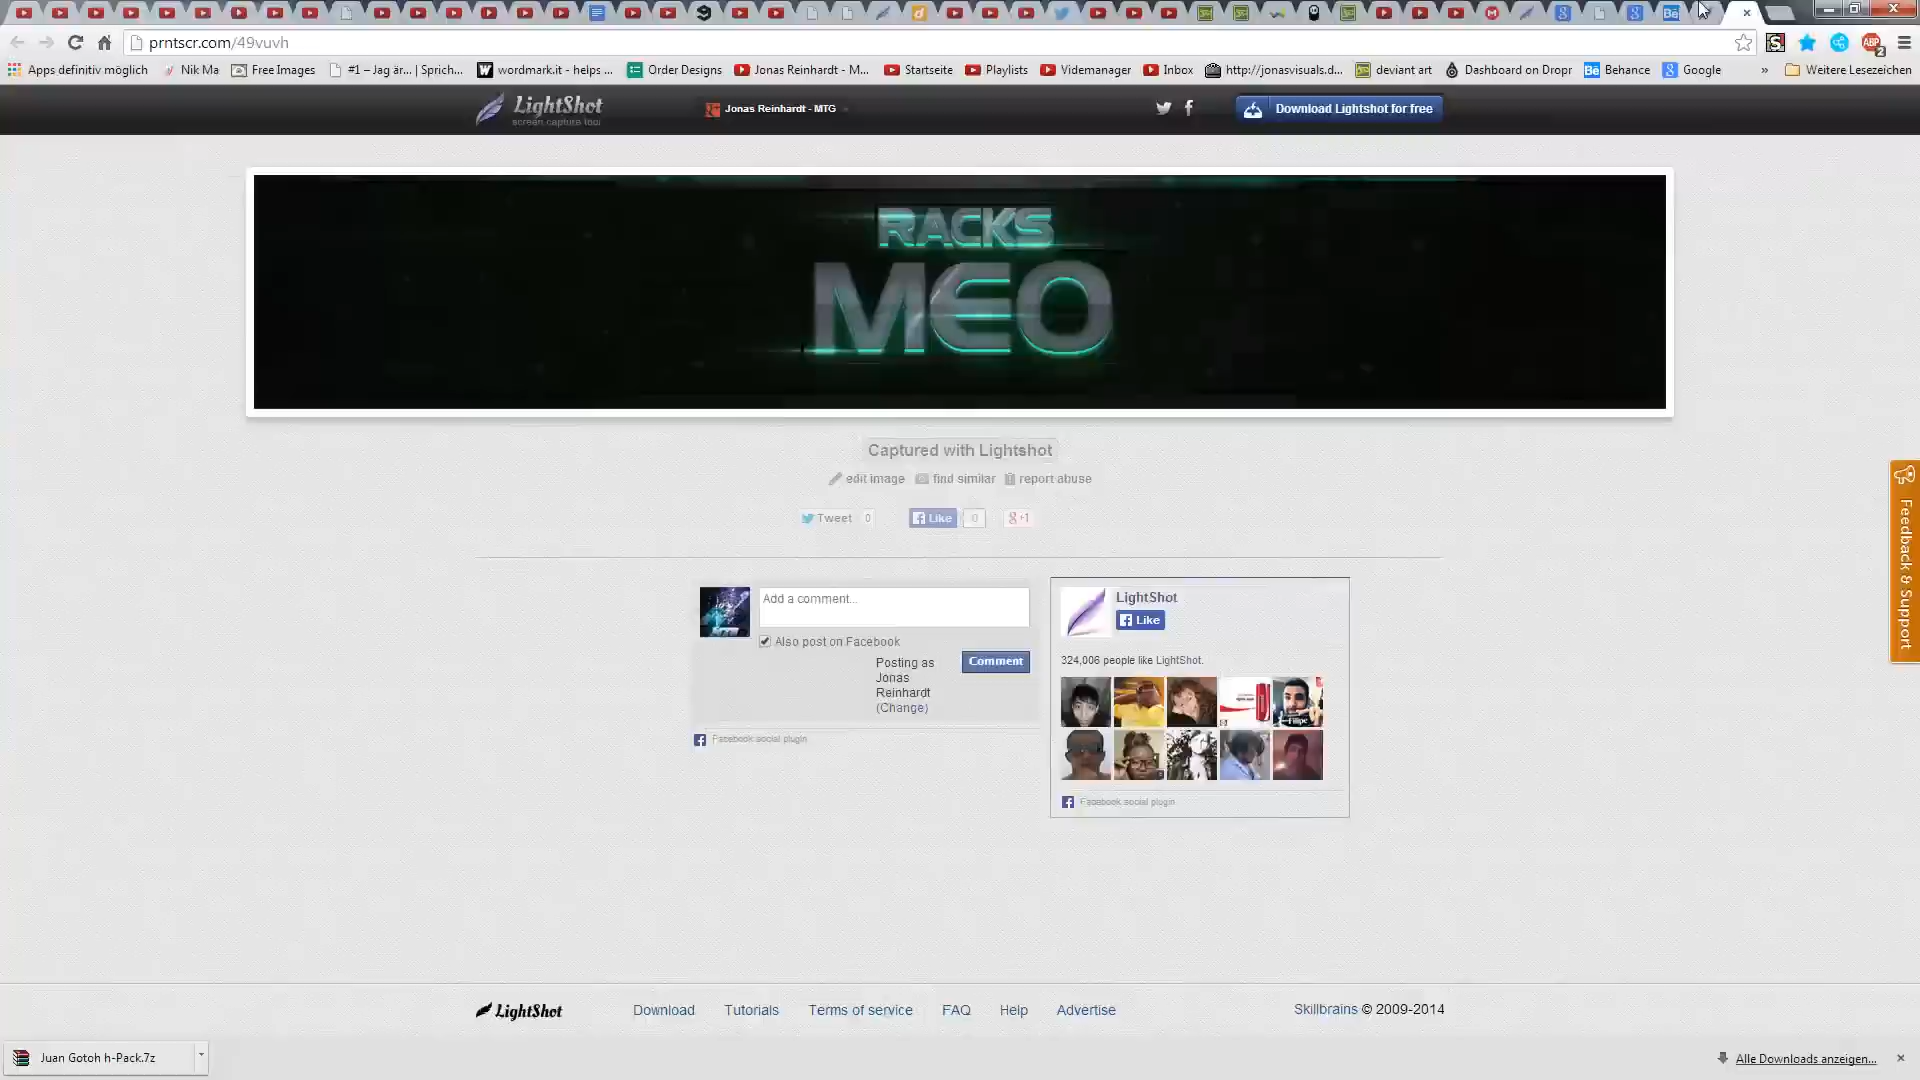 prntscr.com/49vuvh
Apps definitiv möglich
Nik Ma
Free Images
#1 – Jag är... | Sprich...
wordmark.it - helps ...
Order Designs
Jonas Reinhardt - M...
Startseite
Playlists
Videmanager
Inbox
http://jonasvisuals.d...
deviant art
Dashboard on Dropr
Behance
Google
»
Weitere Lesezeichen
LightShot
screen capture tool
Jonas Reinhardt - MTG
Download Lightshot for free
RACKS
MEO
Captured with Lightshot
edit image
find similar
report abuse
Tweet
0
Like
0
+1
Add a comment...
Also post on Facebook
Posting as
Jonas
Reinhardt
(Change)
Comment
Facebook social plugin
LightShot
Like
324,006 people like LightShot.
Filipe
Facebook social plugin
Feedback & Support
LightShot
Download
Tutorials
Terms of service
FAQ
Help
Advertise
Skillbrains © 2009-2014
Juan Gotoh h-Pack.7z
Alle Downloads anzeigen...